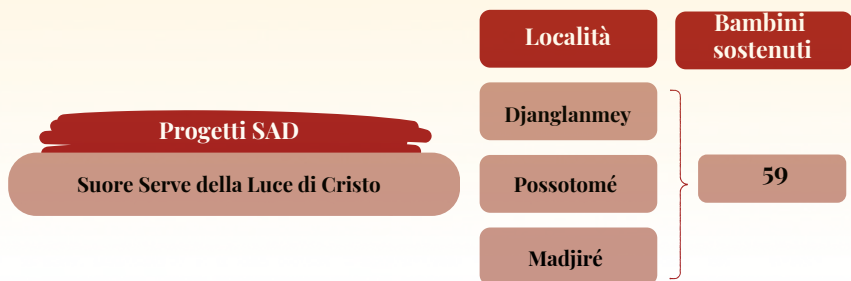 Località
Bambini
sostenuti
Progetti SAD
Suore Serve della Luce di Cristo
Djanglanmey
Possotomé
Madjiré
59